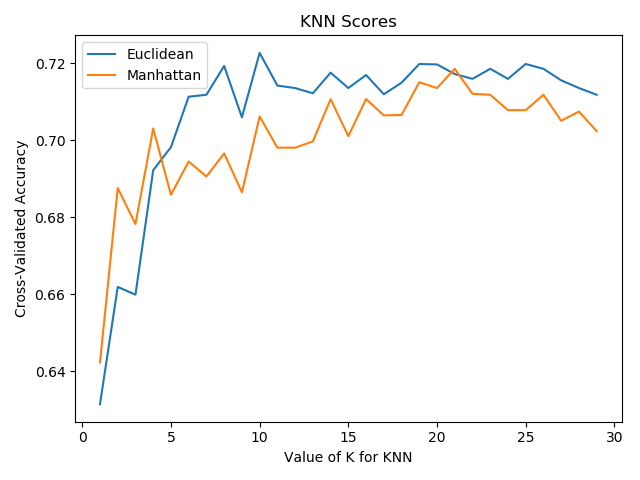 KNN Scores
Euclidean
Manhattan
0.72
0.70
0.68
0.66
0.64
Cross-Validated Accuracy
0 5 10 15 20 25 30
Value of K for KNN